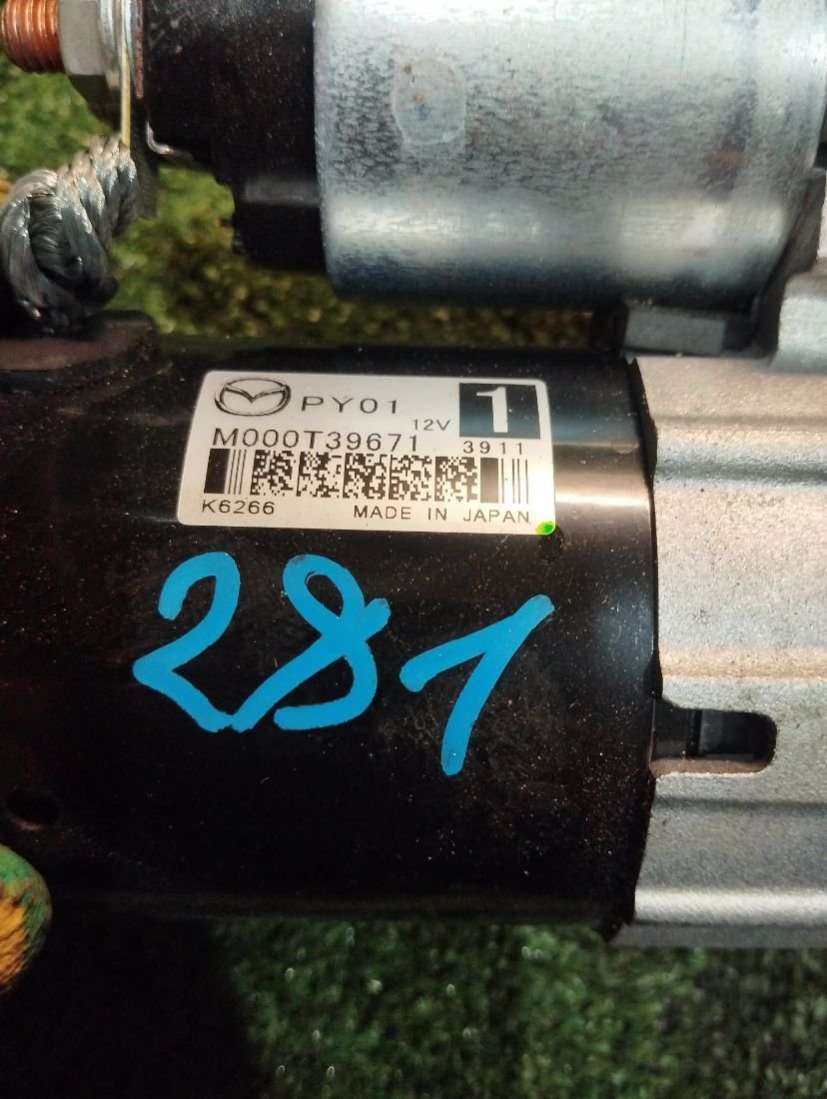 PY01 12V 1
M000T39671 3911
K6266 MADE IN JAPAN
281